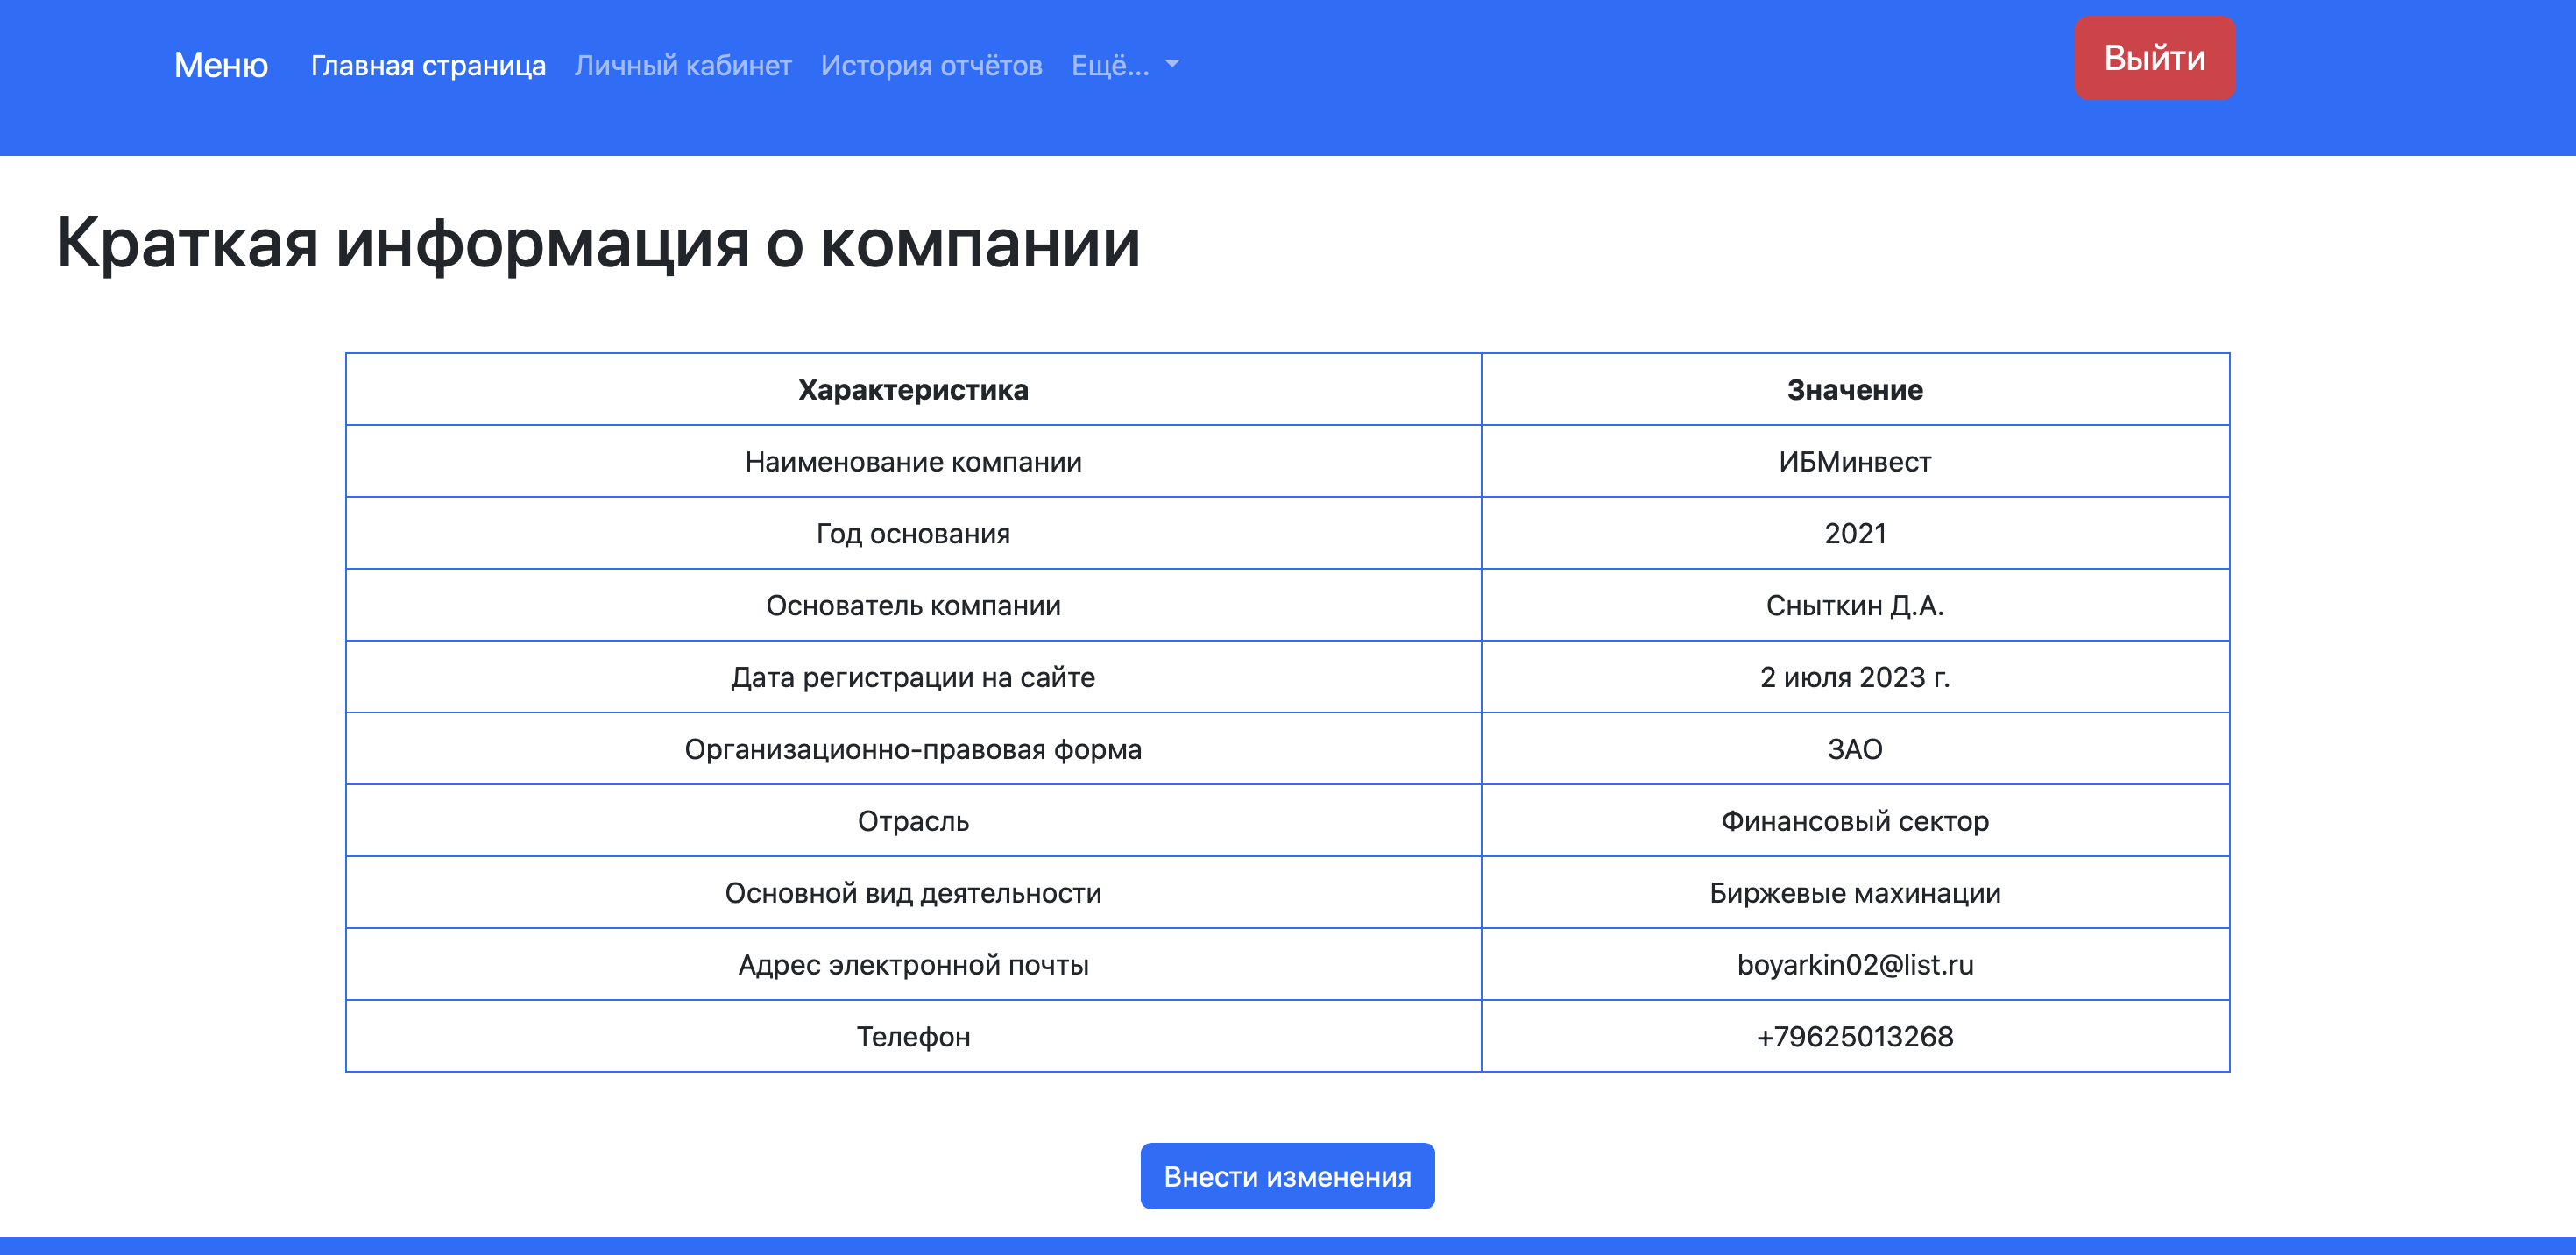 Меню Главная страница Личный кабинет История отчётов Ещё... Выйти
Краткая информация о компании
Характеристика Значение
Наименование компании ИБМинвест
Год основания 2021
Основатель компании Сныткин Д.А.
Дата регистрации на сайте 2 июля 2023 г.
Организационно-правовая форма ЗАО
Отрасль Финансовый сектор
Основной вид деятельности Биржевые махинации
Адрес электронной почты boyarkin02@list.ru
Телефон +79625013268
Внести изменения